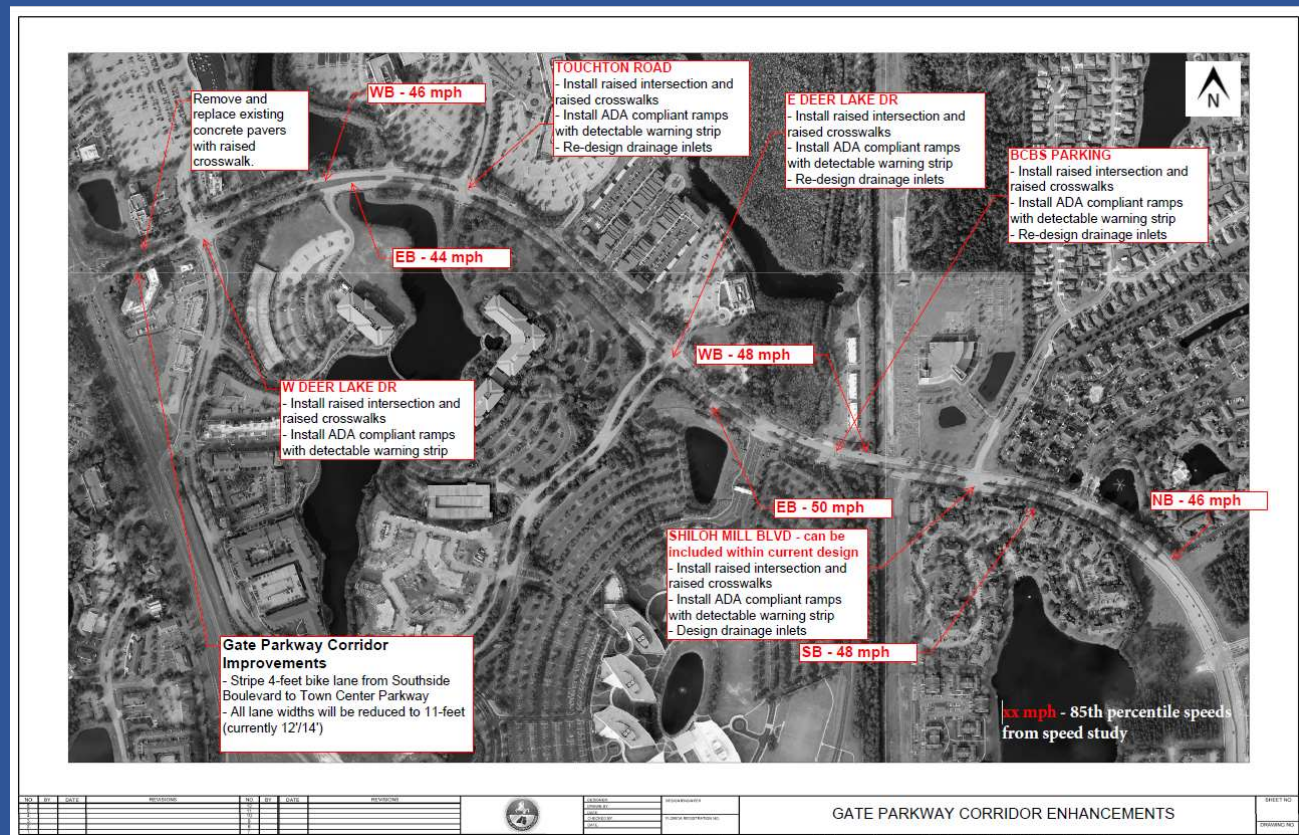 Remove and
replace existing
concrete pavers
with raised
crosswalk.
WB - 46 mph
TOUCHTON ROAD
- Install raised intersection and
raised crosswalks
- Install ADA compliant ramps
with detectable warning strip
- Re-design drainage inlets
E DEER LAKE DR
- Install raised intersection and
raised crosswalks
- Install ADA compliant ramps
with detectable warning strip
- Re-design drainage inlets
N
BCBS PARKING
- Install raised intersection and
raised crosswalks
- Install ADA compliant ramps
with detectable warning strip
- Re-design drainage inlets
EB - 44 mph
WB - 48 mph
W DEER LAKE DR
- Install raised intersection and
raised crosswalks
- Install ADA compliant ramps
with detectable warning strip
EB - 50 mph
NB - 46 mph
SHILOH MILL BLVD - can be
included within current design
- Install raised intersection and
raised crosswalks
- Install ADA compliant ramps
with detectable warning strip
- Design drainage inlets
SB - 48 mph
Gate Parkway Corridor
Improvements
- Stripe 4-feet bike lane from Southside
Boulevard to Town Center Parkway
- All lane widths will be reduced to 11-feet
(currently 12'/14')
xx mph - 85th percentile speeds
from speed study
NO. BY DATE REVISIONS NO. BY DATE REVISIONS
GATE PARKWAY CORRIDOR ENHANCEMENTS
SHEET NO.
DRAWING NO.